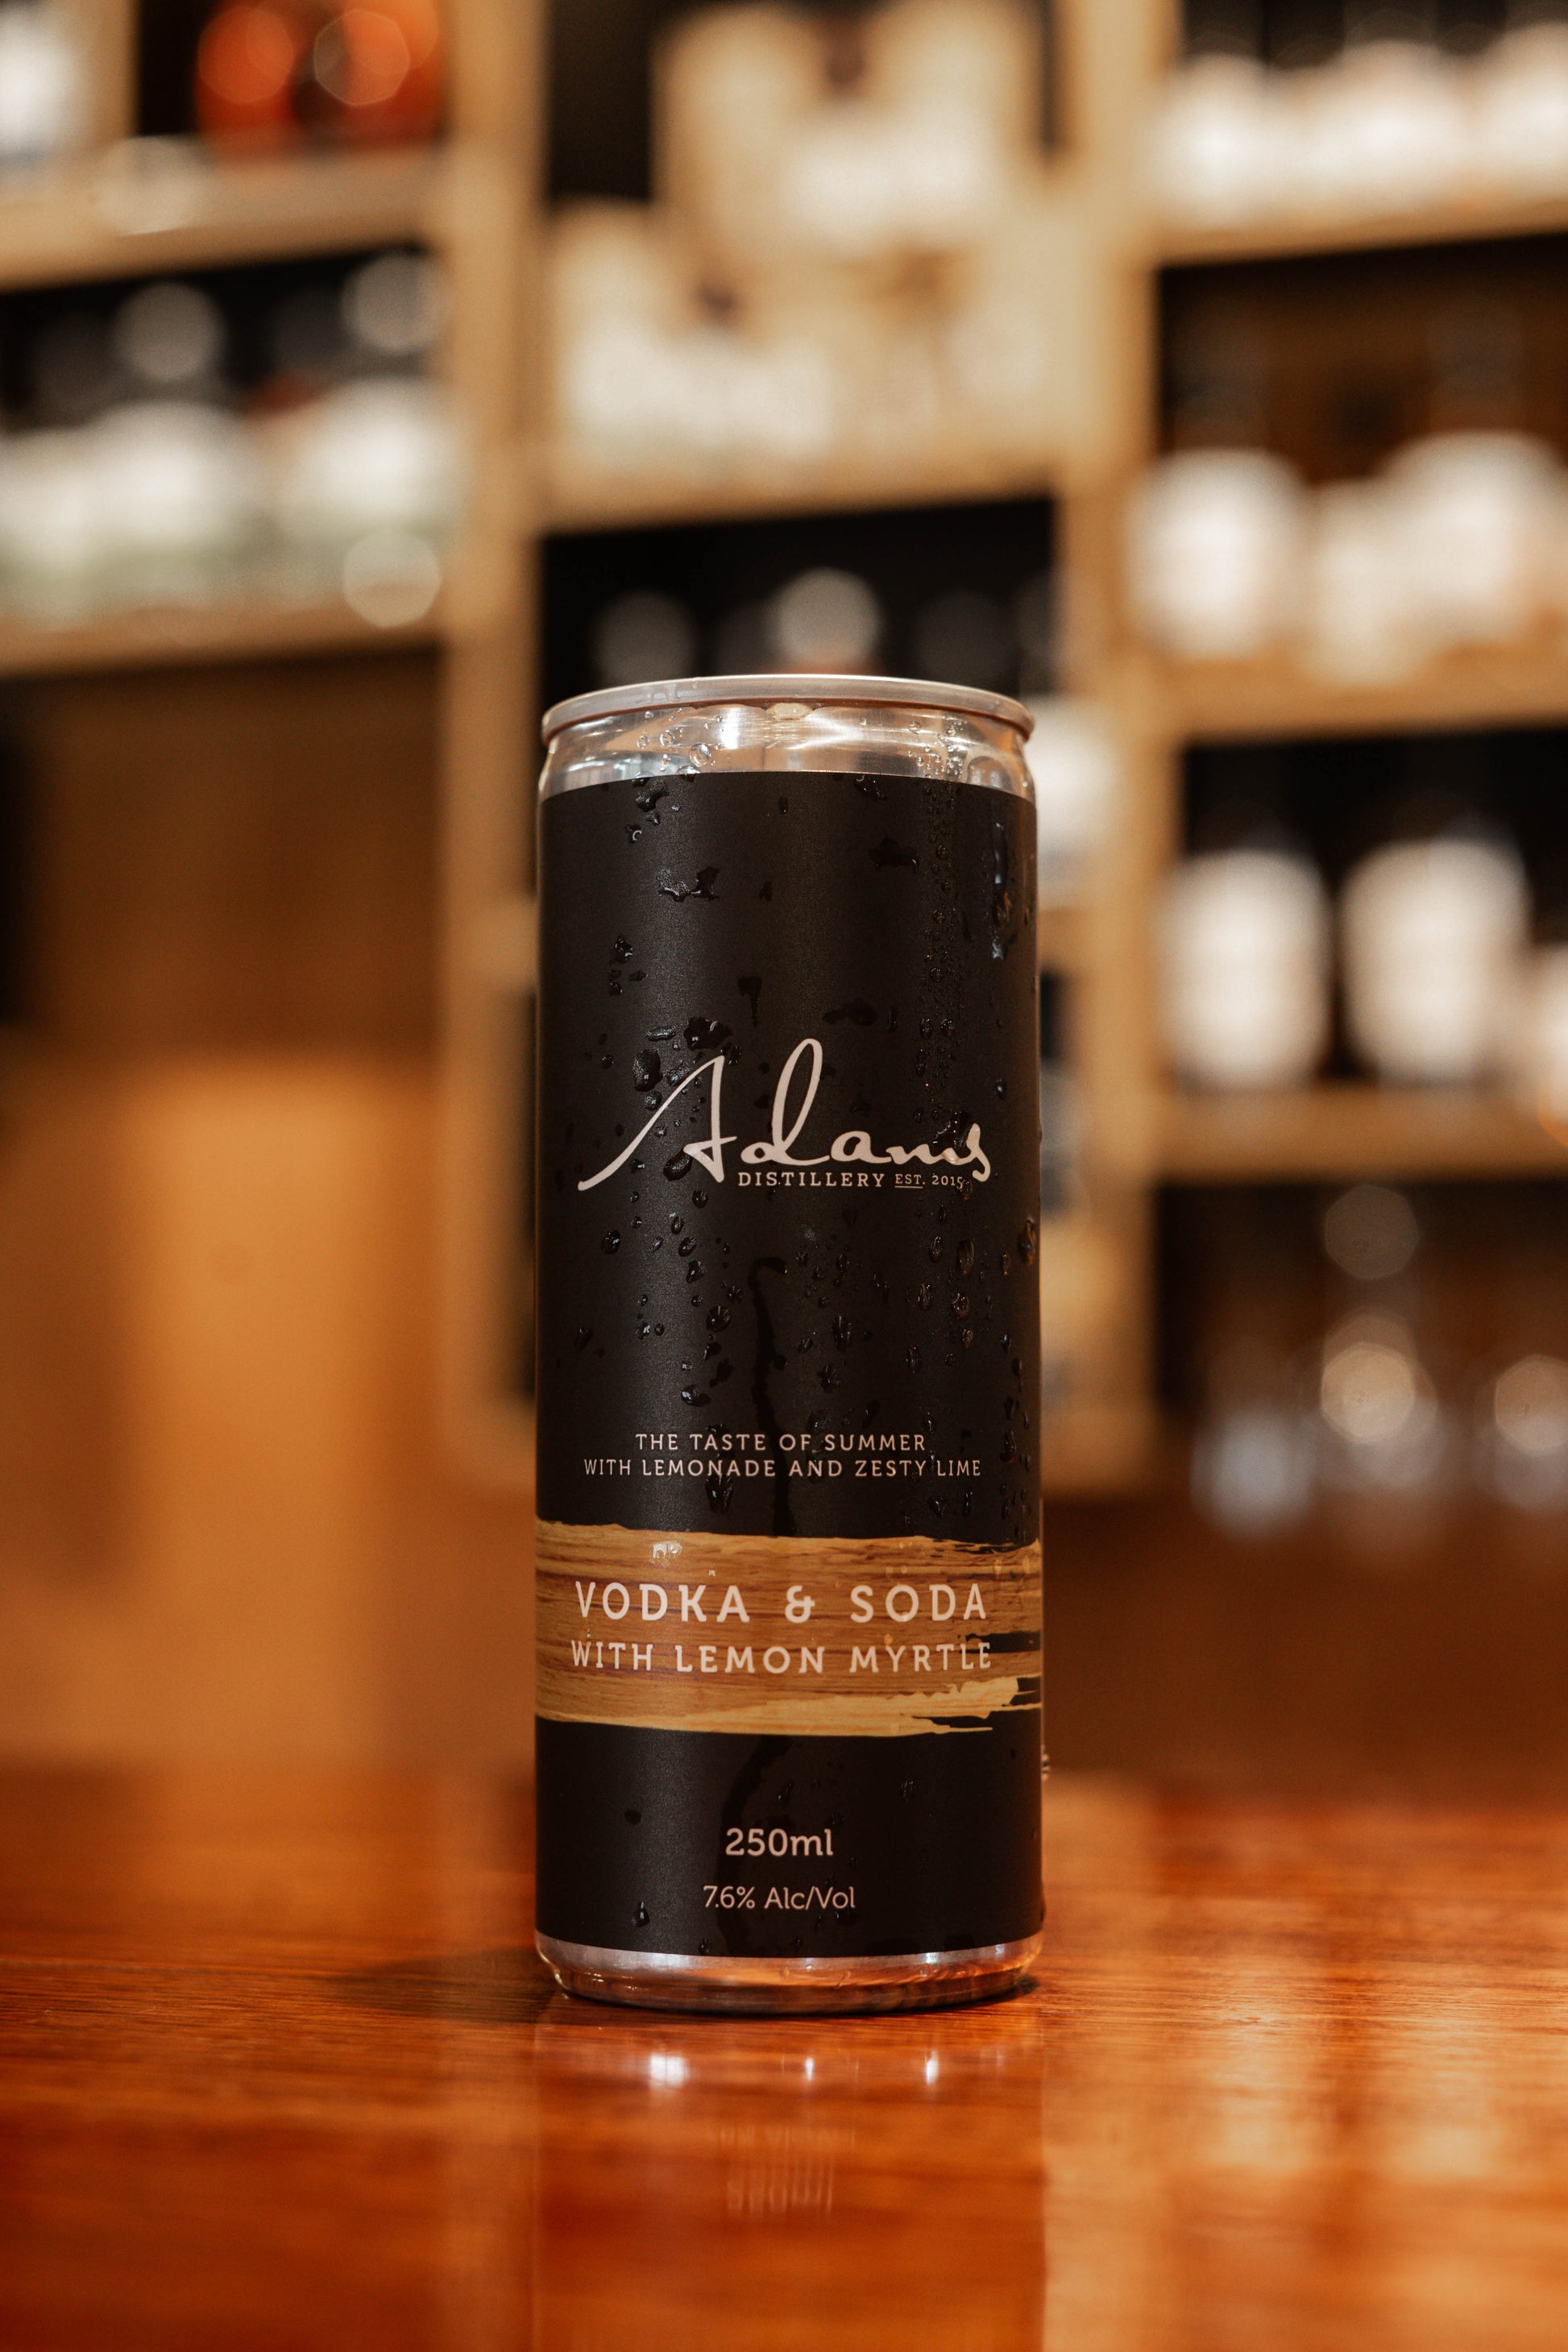 Adams
DISTILLERY EST. 2015
THE TASTE OF SUMMER
WITH LEMONADE AND ZESTY LIME
VODKA & SODA
WITH LEMON MYRTLE
250ml
7.6% Alc/Vol